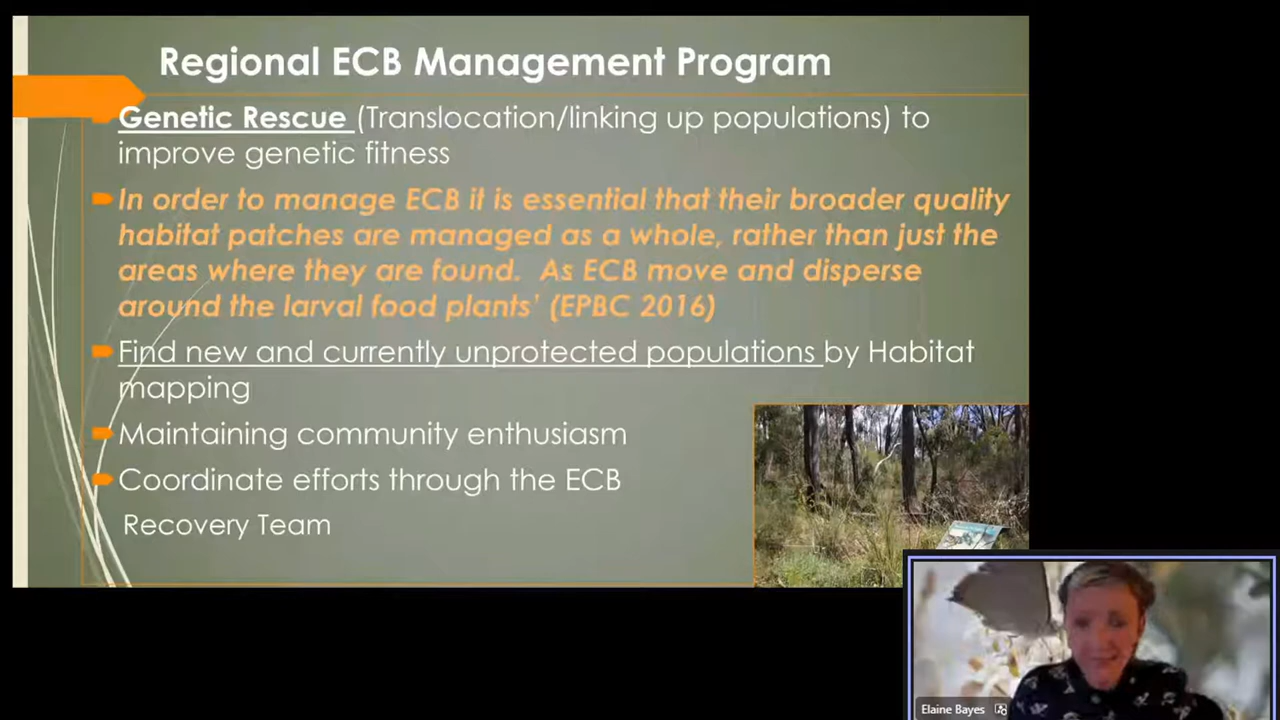 Regional ECB Management Program
Genetic Rescue (Translocation/linking up populations) to
improve genetic fitness
In order to manage ECB it is essential that their broader quality
habitat patches are managed as a whole, rather than just the
areas where they are found. As ECB move and disperse
around the larval food plants’ (EPBC 2016)
Find new and currently unprotected populations by Habitat
mapping
Maintaining community enthusiasm
Coordinate efforts through the ECB
Recovery Team
Elaine Bayes